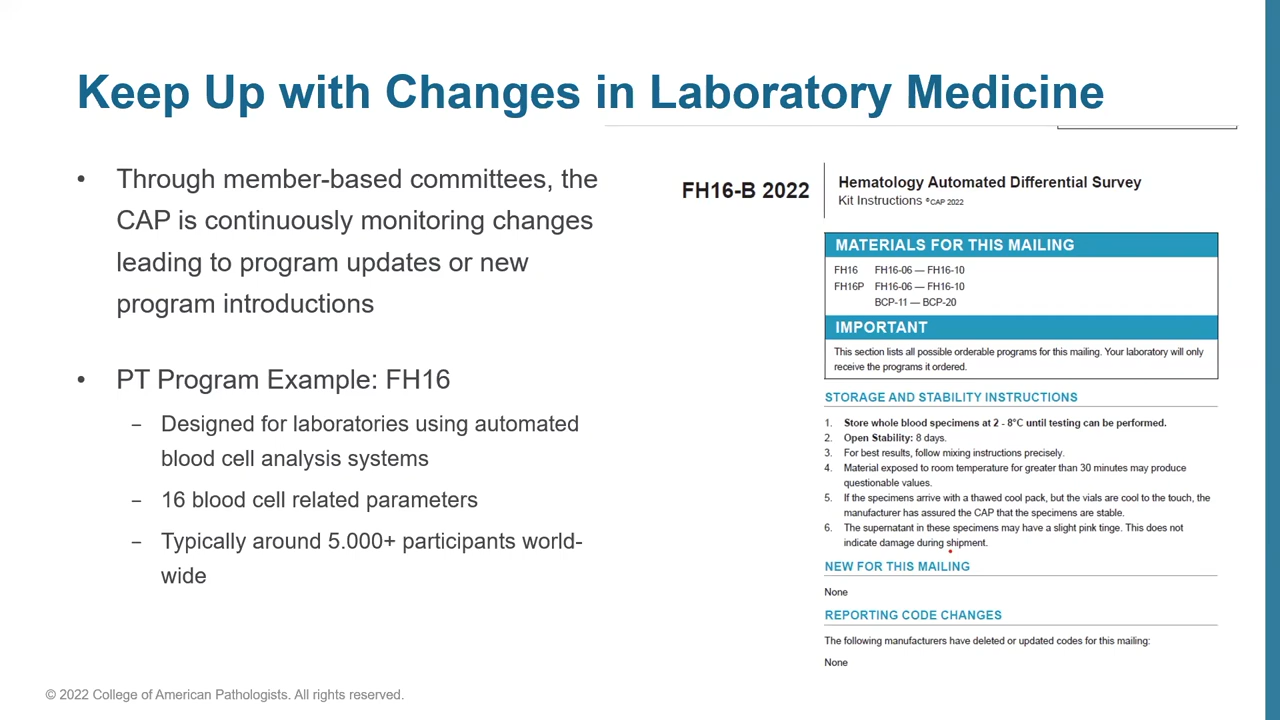 Keep Up with Changes in Laboratory Medicine
• Through member-based committees, the
CAP is continuously monitoring changes
leading to program updates or new
program introductions
• PT Program Example: FH16
– Designed for laboratories using automated
blood cell analysis systems
– 16 blood cell related parameters
– Typically around 5.000+ participants world-
wide
FH16-B 2022
Hematology Automated Differential Survey
Kit Instructions ©CAP 2022
MATERIALS FOR THIS MAILING
FH16 FH16-06 — FH16-10
FH16P FH16-06 — FH16-10
BCP-11 — BCP-20
IMPORTANT
This section lists all possible orderable programs for this mailing. Your laboratory will only
receive the programs it ordered.
STORAGE AND STABILITY INSTRUCTIONS
1. Store whole blood specimens at 2 - 8°C until testing can be performed.
2. Open Stability: 8 days.
3. For best results, follow mixing instructions precisely.
4. Material exposed to room temperature for greater than 30 minutes may produce
questionable values.
5. If the specimens arrive with a thawed cool pack, but the vials are cool to the touch, the
manufacturer has assured the CAP that the specimens are stable.
6. The supernatant in these specimens may have a slight pink tinge. This does not
indicate damage during shipment.
NEW FOR THIS MAILING
None
REPORTING CODE CHANGES
The following manufacturers have deleted or updated codes for this mailing:
None
© 2022 College of American Pathologists. All rights reserved.